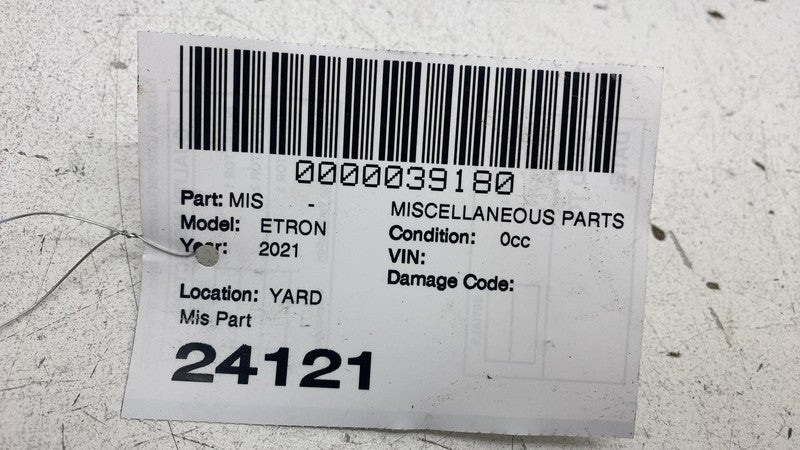 0000039180
Part: MIS - MISCELLANEOUS PARTS
Model: ETRON Condition: 0cc
Year: 2021 VIN:
Damage Code:
Location: YARD
Mis Part
24121